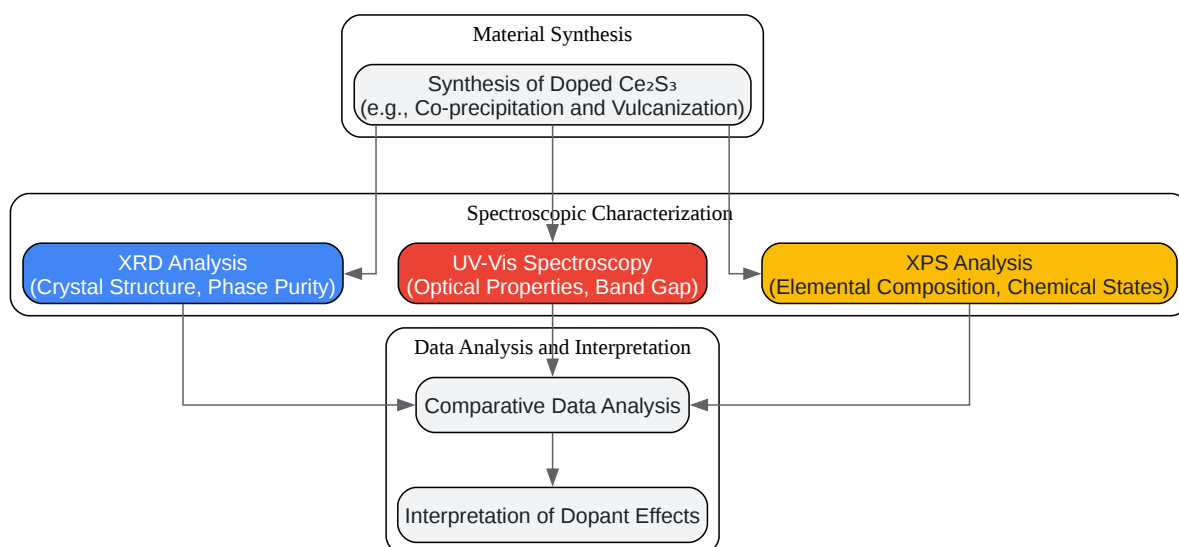 Material Synthesis
Synthesis of Doped Ce₂S₃
(e.g., Co-precipitation and Vulcanization)
Spectroscopic Characterization
XRD Analysis
(Crystal Structure, Phase Purity)
UV-Vis Spectroscopy
(Optical Properties, Band Gap)
XPS Analysis
(Elemental Composition, Chemical States)
Data Analysis and Interpretation
Comparative Data Analysis
Interpretation of Dopant Effects